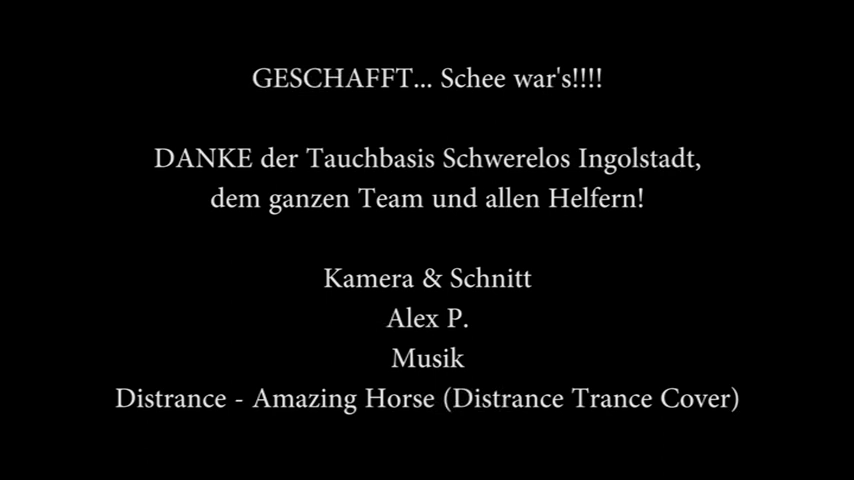 GESCHAFFT... Schee war's!!!!
DANKE der Tauchbasis Schwerelos Ingolstadt,
dem ganzen Team und allen Helfern!
Kamera & Schnitt
Alex P.
Musik
Distrance - Amazing Horse (Distrance Trance Cover)